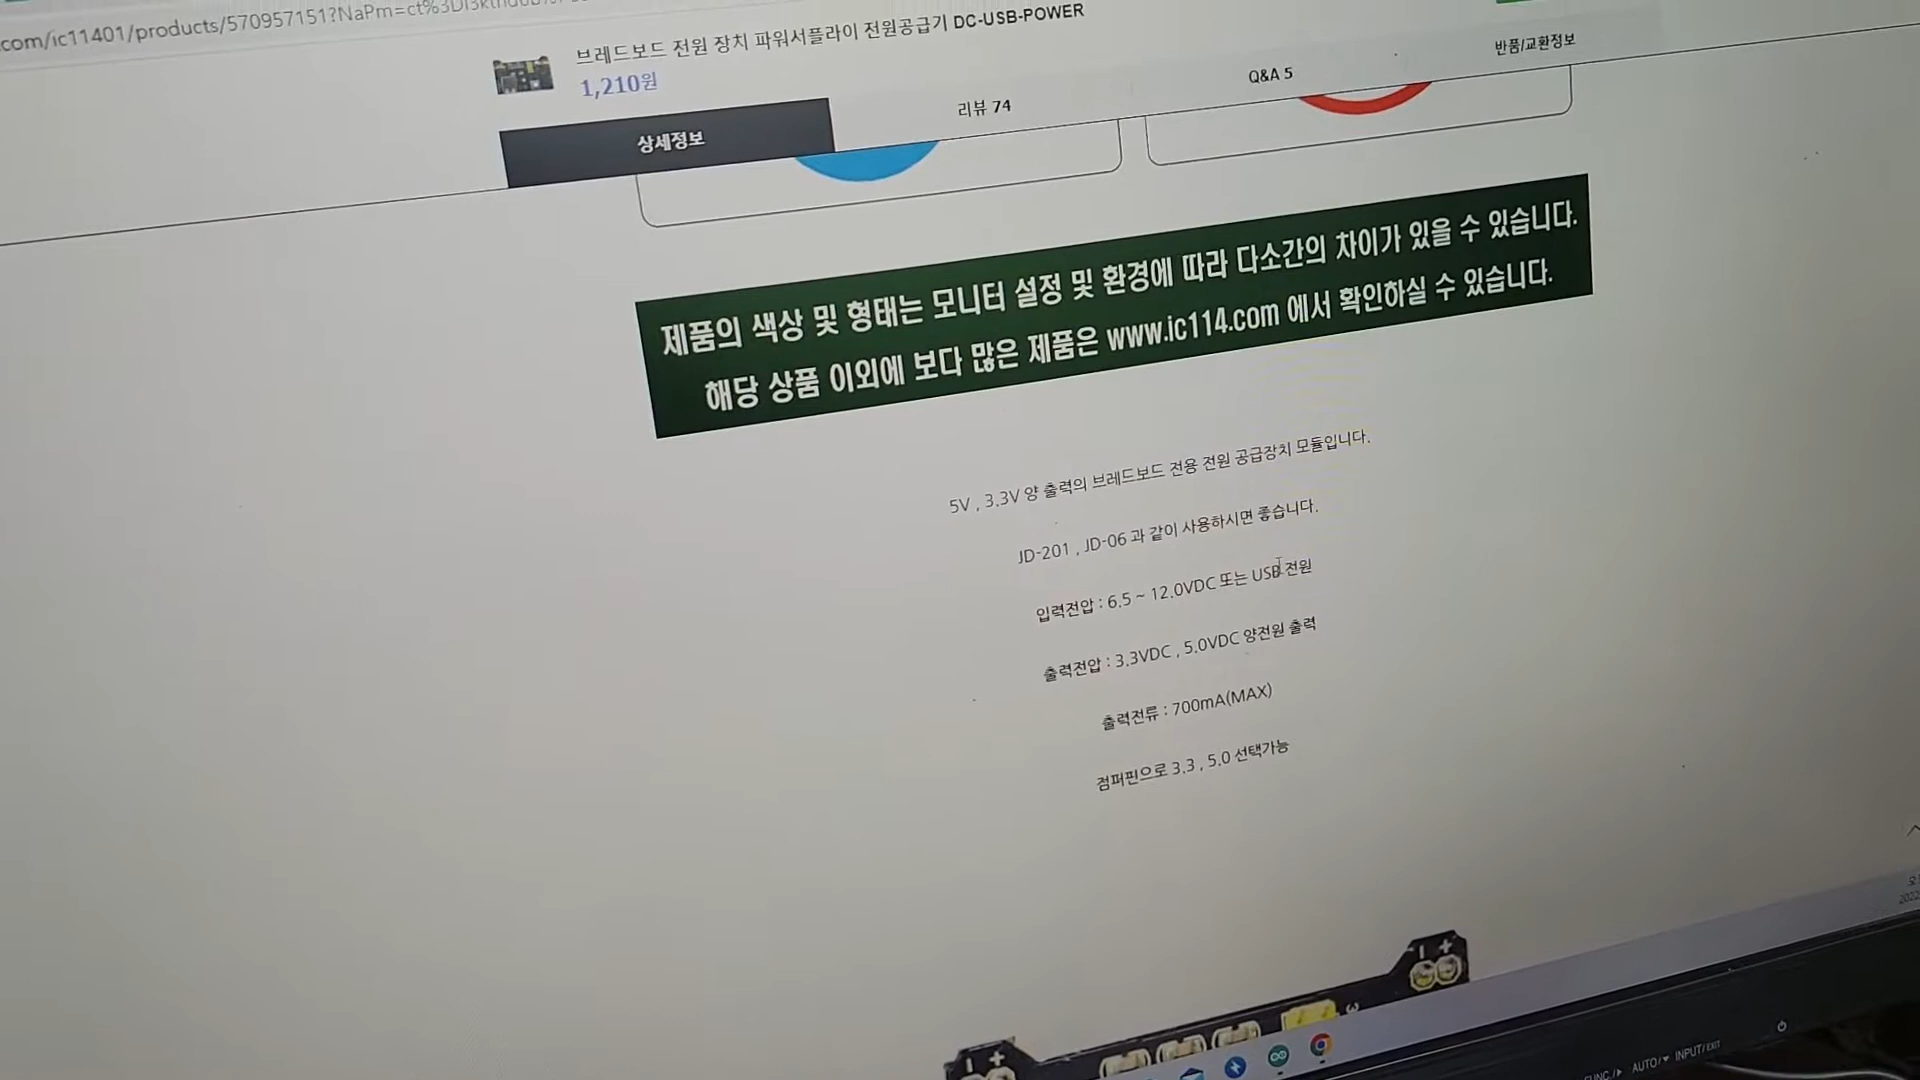 .com/ic11401/products/570957151?NaPm=ct%3D
브레드보드 전원 장치 파워서플라이 전원공급기 DC-USB-POWER
1,210원
상세정보
리뷰 74
Q&A 5
반품/교환정보
제품의 색상 및 형태는 모니터 설정 및 환경에 따라 다소간의 차이가 있을 수 있습니다.
해당 상품 이외에 보다 많은 제품은 www.ic114.com 에서 확인하실 수 있습니다.
5V , 3.3V 양 출력의 브레드보드 전용 전원 공급장치 모듈입니다.
JD-201 , JD-06 과 같이 사용하시면 좋습니다.
입력전압 : 6.5 ~ 12.0VDC 또는 USB 전원
출력전압 : 3.3VDC , 5.0VDC 양전원 출력
출력전류 : 700mA(MAX)
점퍼핀으로 3.3 , 5.0 선택가능
AUTO/ INPUT/EXIT